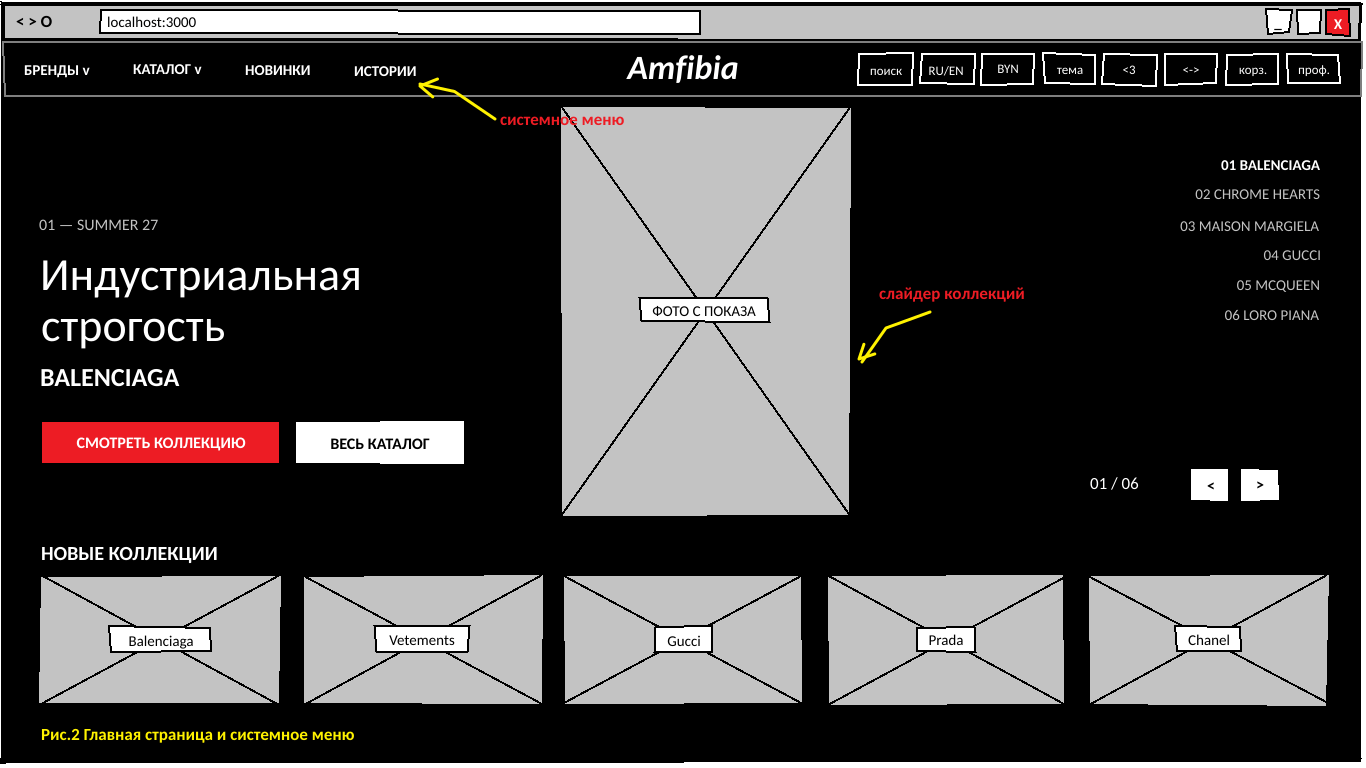 < > O
localhost:3000
_
X
БРЕНДЫ v
КАТАЛОГ v
НОВИНКИ
ИСТОРИИ
Amfibia
поиск
RU/EN
BYN
тема
<3
<->
корз.
проф.
системное меню
01 — SUMMER 27
Индустриальная
строгость
BALENCIAGA
СМОТРЕТЬ КОЛЛЕКЦИЮ
ВЕСЬ КАТАЛОГ
ФОТО С ПОКАЗА
слайдер коллекций
01 BALENCIAGA
02 CHROME HEARTS
03 MAISON MARGIELA
04 GUCCI
05 MCQUEEN
06 LORO PIANA
01 / 06
<
>
НОВЫЕ КОЛЛЕКЦИИ
Balenciaga
Vetements
Gucci
Prada
Chanel
Рис.2 Главная страница и системное меню